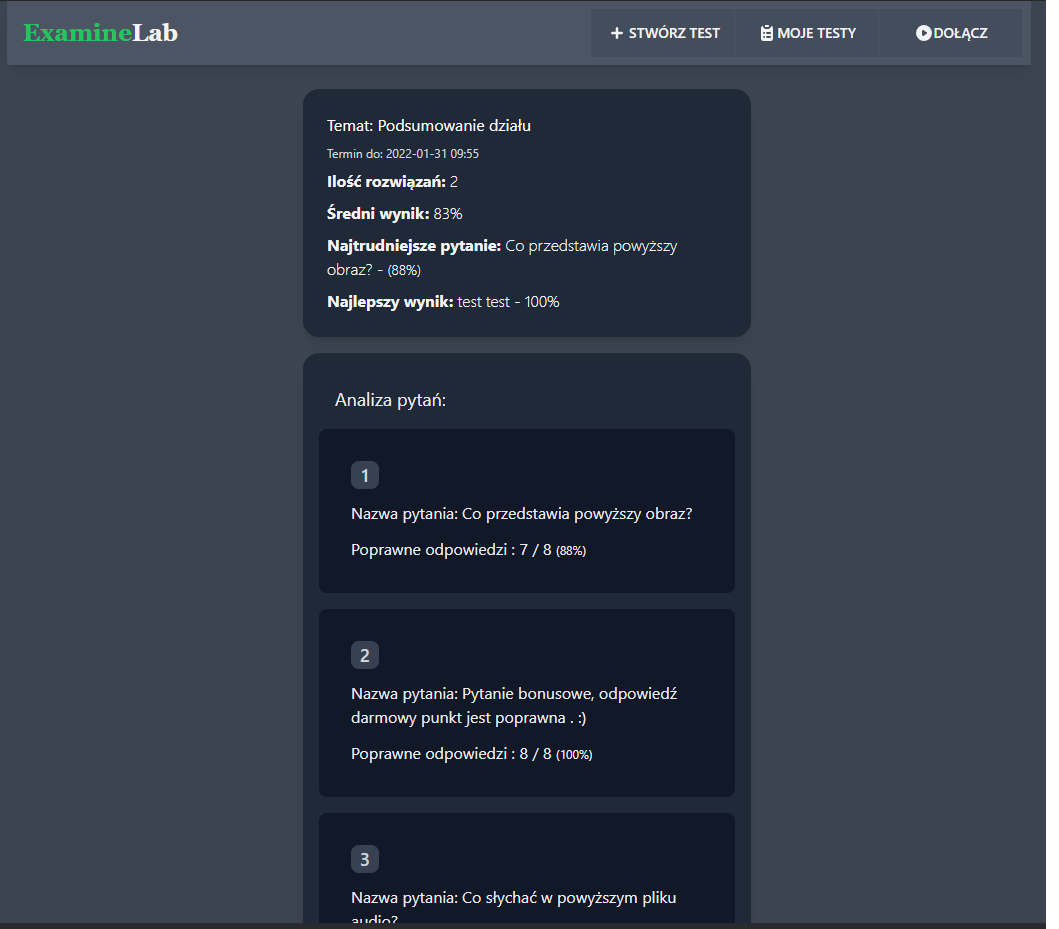 ExamineLab
STWÓRZ TEST
MOJE TESTY
DOŁĄCZ
Temat: Podsumowanie działu
Termin do: 2022-01-31 09:55
Ilość rozwiązań: 2
Średni wynik: 83%
Najtrudniejsze pytanie: Co przedstawia powyższy
obraz? - (88%)
Najlepszy wynik: test test - 100%
Analiza pytań:
1
Nazwa pytania: Co przedstawia powyższy obraz?
Poprawne odpowiedzi : 7 / 8 (88%)
2
Nazwa pytania: Pytanie bonusowe, odpowiedź
darmowy punkt jest poprawna . :)
Poprawne odpowiedzi : 8 / 8 (100%)
3
Nazwa pytania: Co słychać w powyższym pliku
audio?